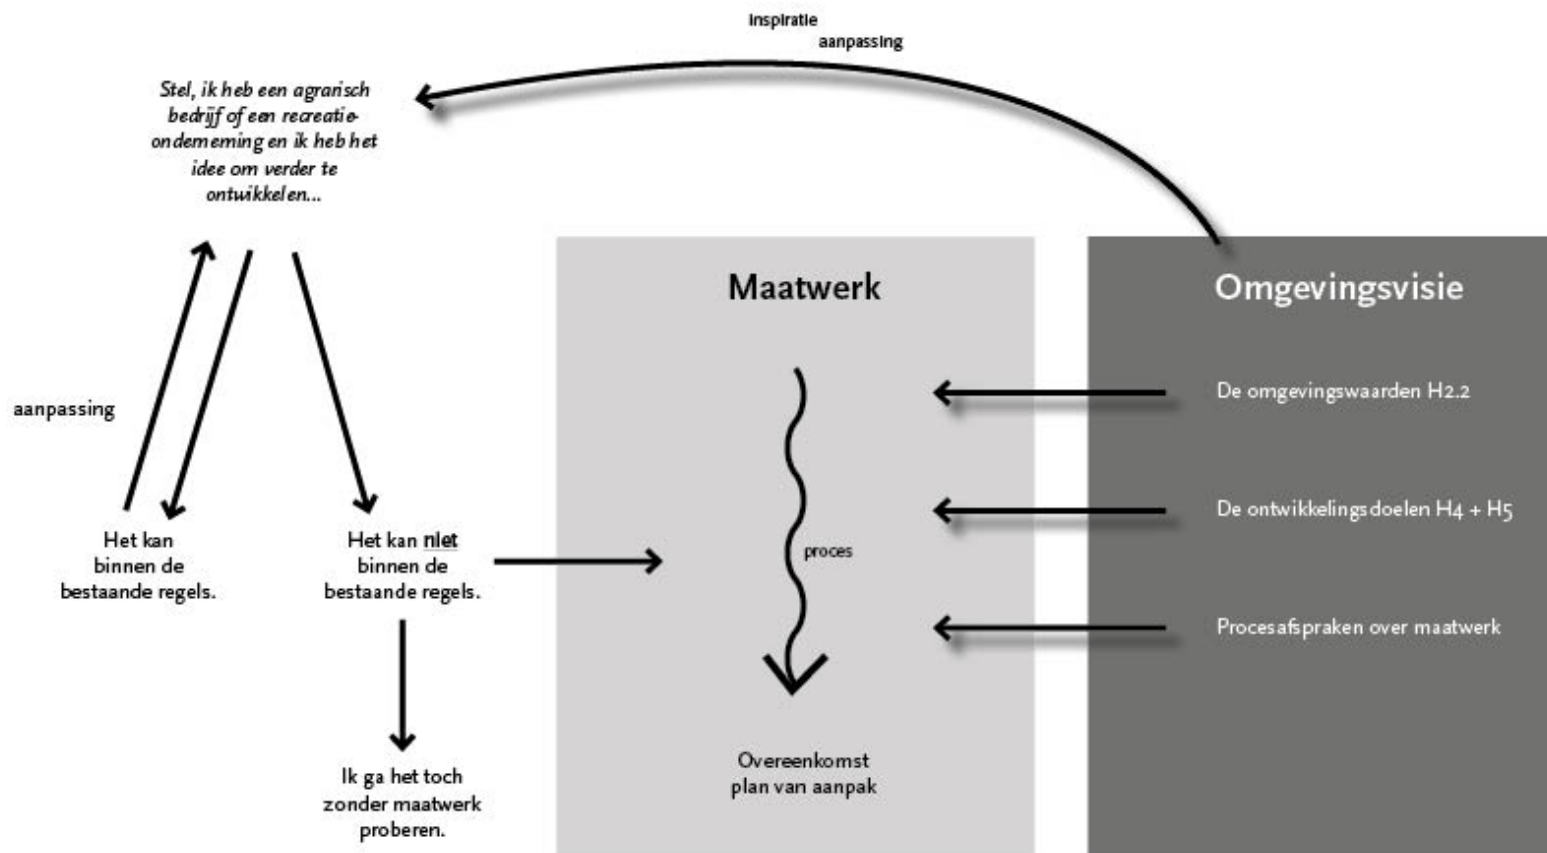 inspiratie
aanpassing
Stel, ik heb een agrarisch
bedrijf of een recreatie-
onderneming en ik heb het
idee om verder te
ontwikkelen...
aanpassing
Het kan
binnen de
bestaande regels.
Het kan niet
binnen de
bestaande regels.
Ik ga het toch
zonder maatwerk
proberen.
Maatwerk
proces
Overeenkomst
plan van aanpak
Omgevingsvisie
De omgevingswaarden H2.2
De ontwikkelingsdoelen H4 + H5
Procesafspraken over maatwerk